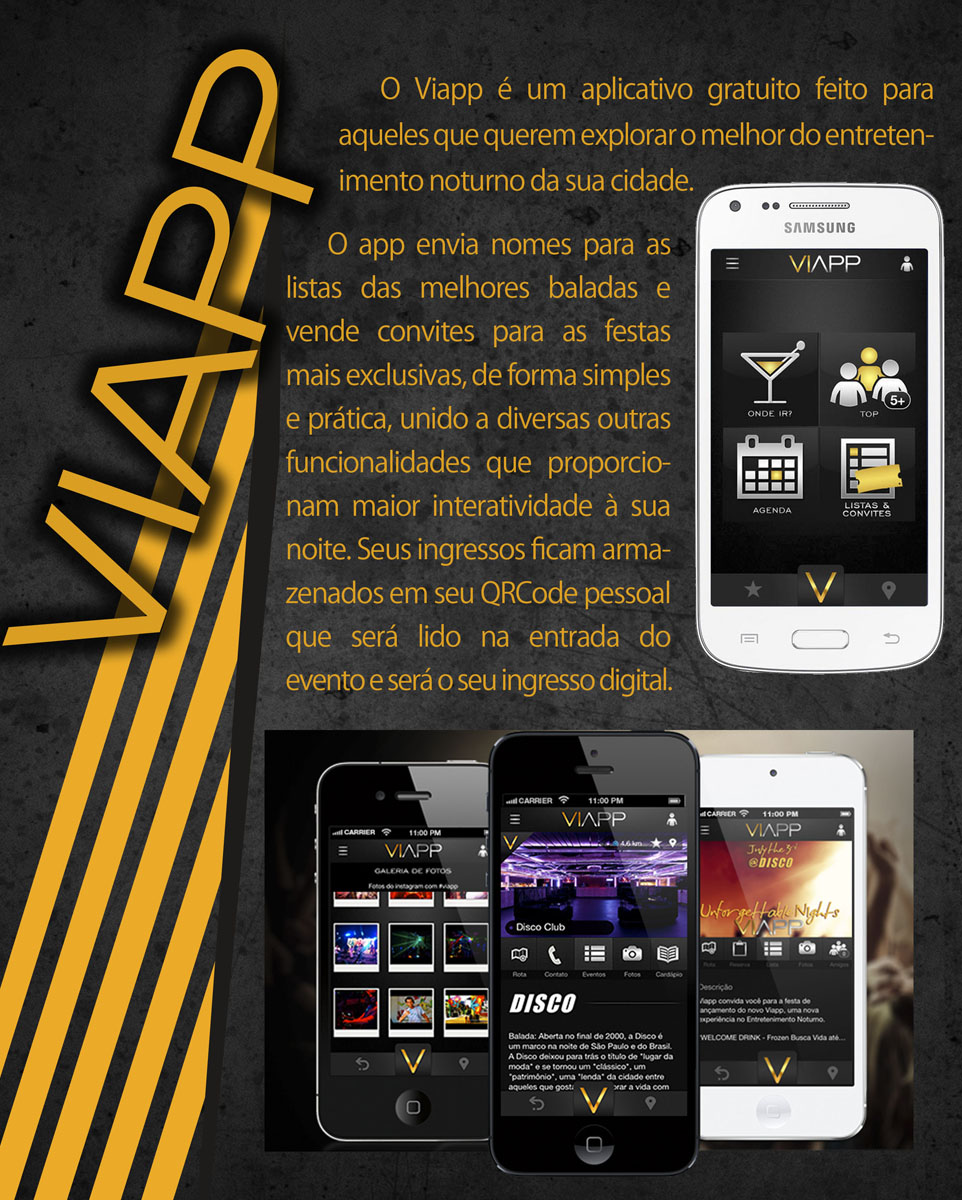 VIAPP
O Viapp é um aplicativo gratuito feito para
aqueles que querem explorar o melhor do entreten-
imento noturno da sua cidade.
O app envia nomes para as
listas das melhores baladas e
vende convites para as festas
mais exclusivas, de forma simples
e prática, unido a diversas outras
funcionalidades que proporcio-
nam maior interatividade à sua
noite. Seus ingressos ficam arma-
zenados em seu QRCode pessoal
que será lido na entrada do
evento e será o seu ingresso digital.
SAMSUNG
VIAPP
ONDE IR?
TOP
5+
AGENDA
LISTAS &
CONVITES
V
CARRIER 11:00 PM
VIAPP
GALERIA DE FOTOS
Fotos do instagram com #viapp
V
CARRIER 11:00 PM
VIAPP
V
4,6 km
Disco Club
Rota Contato Eventos Fotos Cardápio
DISCO
Balada: Aberta no final de 2000, a Disco é
um marco na noite de São Paulo e do Brasil.
A Disco deixou para trás o título de "lugar da
moda" e se tornou um "clássico", um
"patrimônio", uma "lenda" da cidade entre
aqueles que gosta orar a vida com
V
CARRIER 11:00 PM
VIAPP
July the 3rd
@DISCO
Unforgettable Nights
VIAPP
Rota Reserva Lista Fotos Amigos
Descrição
Viapp convida você para a festa de
lançamento do novo Viapp, uma nova
experiência no Entretenimento Noturno.
*WELCOME DRINK - Frozen Busca Vida até...
V